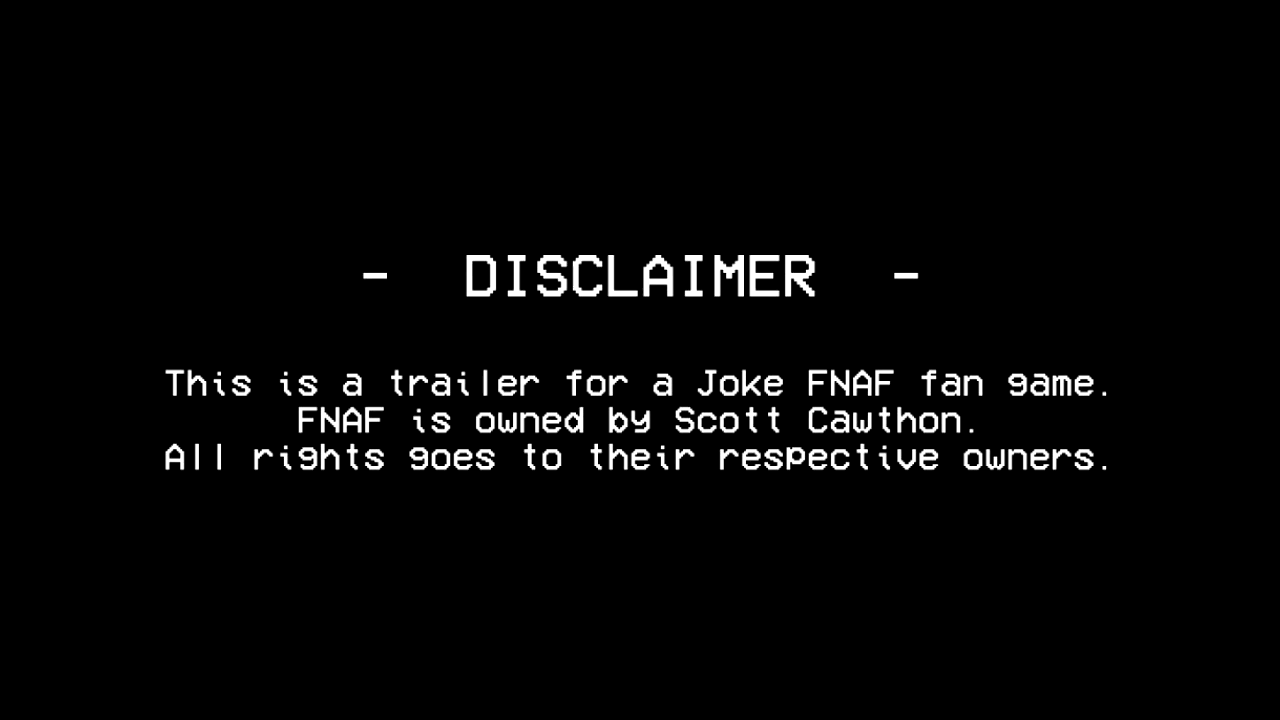 - DISCLAIMER -
This is a trailer for a Joke FNAF fan game.
FNAF is owned by Scott Cawthon.
All rights goes to their respective owners.